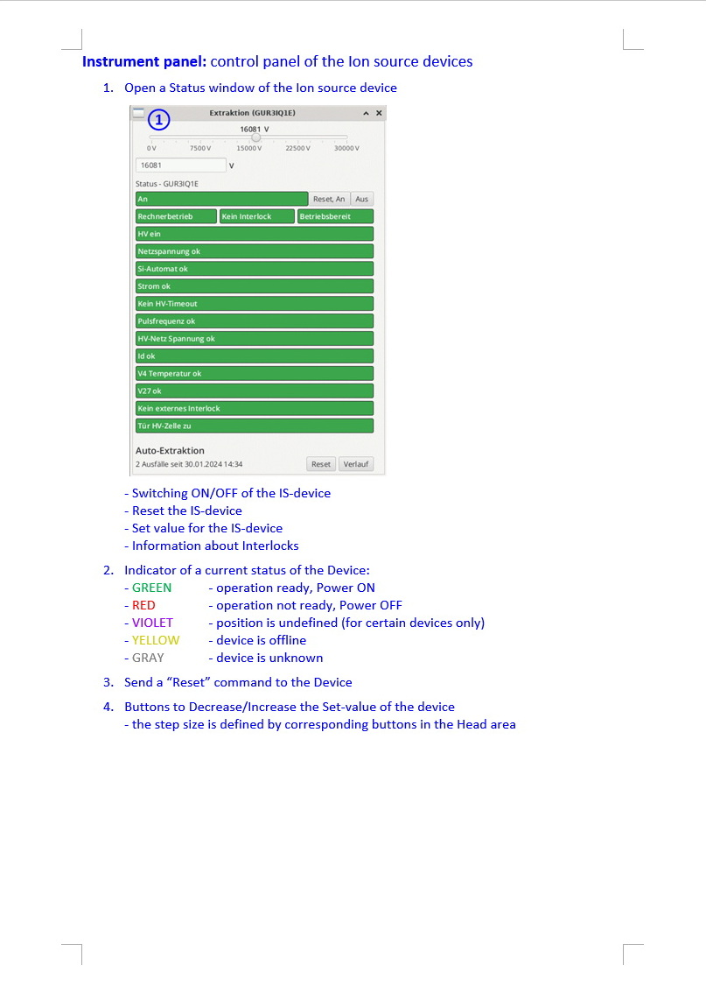 Instrument panel: control panel of the Ion source devices
1. Open a Status window of the Ion source device
1
Extraktion (GUR3IQ1E)
16081 V
0 V 7500 V 15000 V 22500 V 30000 V
16081 V
Status - GUR3IQ1E
An Reset, An Aus
Rechnerbetrieb Kein Interlock Betriebsbereit
HV ein
Netzspannung ok
Si-Automat ok
Strom ok
Kein HV-Timeout
Pulsfrequenz ok
HV-Netz Spannung ok
Id ok
V4 Temperatur ok
V27 ok
Kein externes Interlock
Tür HV-Zelle zu
Auto-Extraktion
2 Ausfälle seit 30.01.2024 14:34 Reset Verlauf
- Switching ON/OFF of the IS-device
- Reset the IS-device
- Set value for the IS-device
- Information about Interlocks
2. Indicator of a current status of the Device:
- GREEN - operation ready, Power ON
- RED - operation not ready, Power OFF
- VIOLET - position is undefined (for certain devices only)
- YELLOW - device is offline
- GRAY - device is unknown
3. Send a “Reset” command to the Device
4. Buttons to Decrease/Increase the Set-value of the device
- the step size is defined by corresponding buttons in the Head area